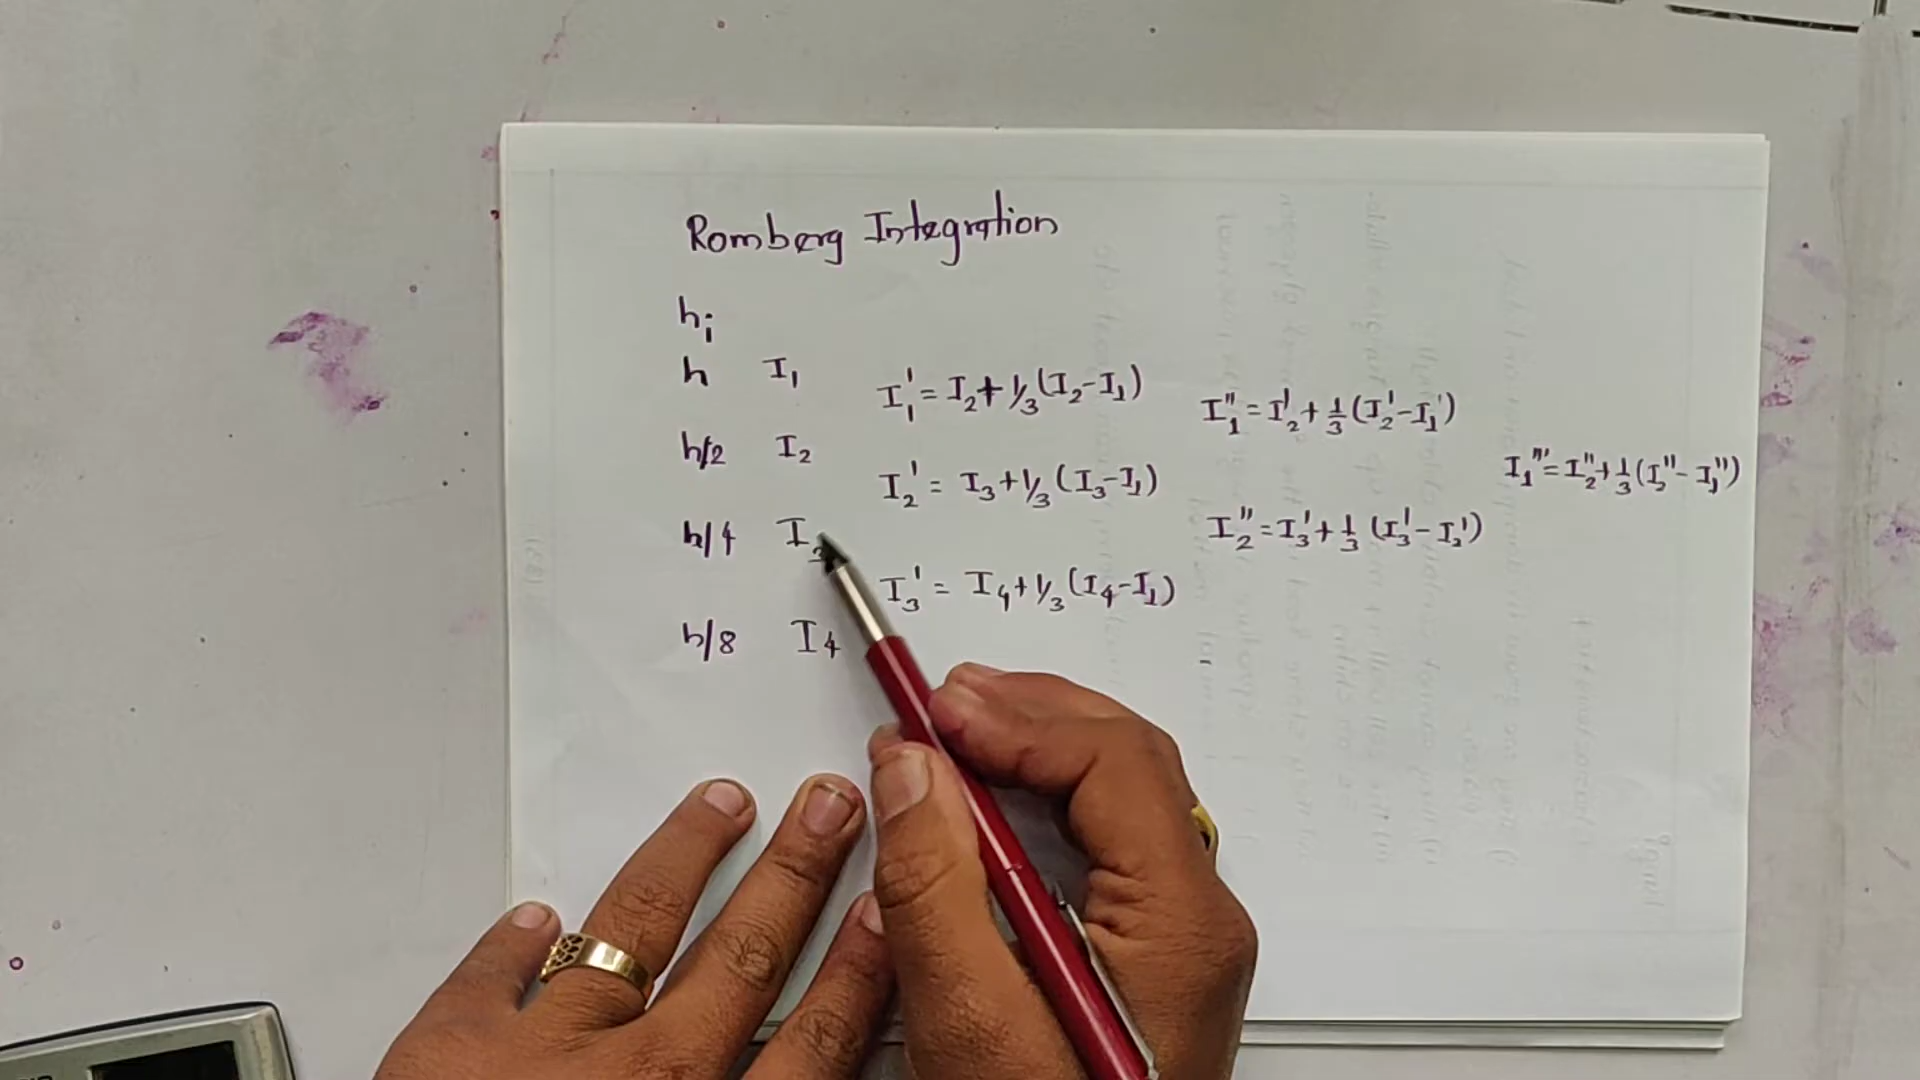 Romberg Integration
hi
h I₁
I₁' = I₂ + 1/3 (I₂ - I₁)
I₁'' = I₂' + 1/3 (I₂' - I₁')
h/2 I₂
I₂' = I₃ + 1/3 (I₃ - I₁)
I₁''' = I₂'' + 1/3 (I₂'' - I₁'')
h/4 I₃
I₂'' = I₃' + 1/3 (I₃' - I₂')
I₃' = I₄ + 1/3 (I₄ - I₁)
h/8 I₄